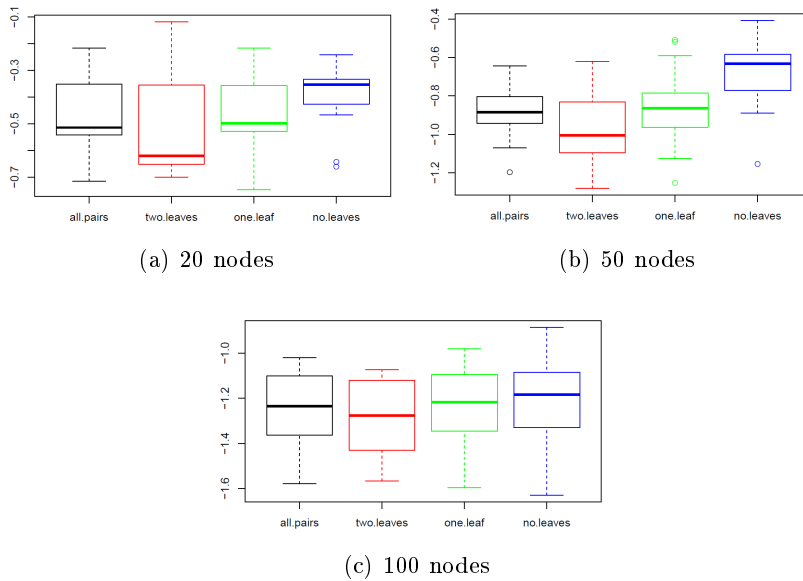 -0.1
-0.3
-0.5
-0.7
all.pairs two.leaves one.leaf no.leaves
(a) 20 nodes
-0.4
-0.6
-0.8
-1.0
-1.2
all.pairs two.leaves one.leaf no.leaves
(b) 50 nodes
-1.0
-1.2
-1.4
-1.6
all.pairs two.leaves one.leaf no.leaves
(c) 100 nodes